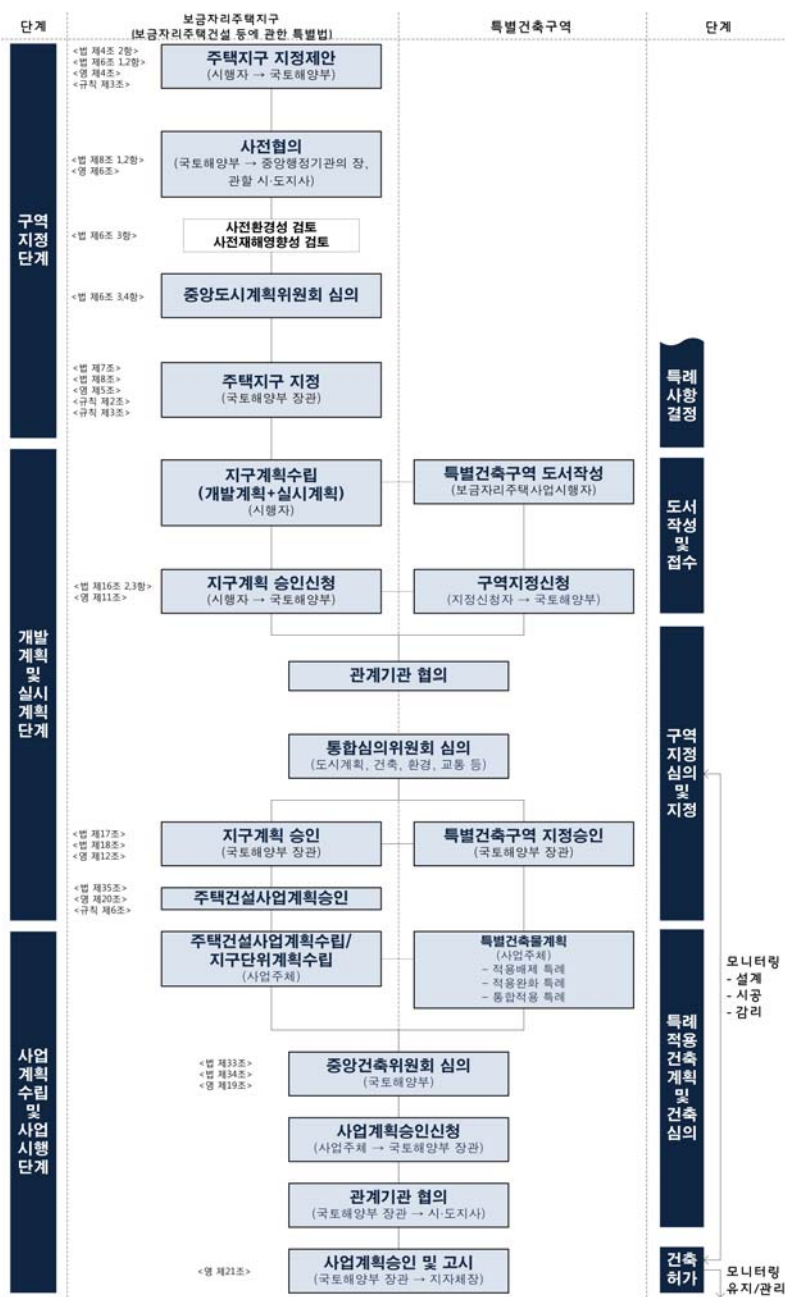 단계
보금자리주택지구
(보금자리주택건설 등에 관한 특별법)
특별건축구역
단계
구역
지정
단계
<법 제4조 2항>
<법 제6조 1,2항>
<영 제4조>
<규칙 제3조>
주택지구 지정제안
(시행자 → 국토해양부)
<법 제8조 1,2항>
<영 제6조>
사전협의
(국토해양부 → 중앙행정기관의 장,
관할 시·도지사)
<법 제6조 3항>
사전환경성 검토
사전재해영향성 검토
<법 제6조 3,4항>
중앙도시계획위원회 심의
<법 제7조>
<법 제8조>
<영 제5조>
<규칙 제2조>
<규칙 제3조>
주택지구 지정
(국토해양부 장관)
특례
사항
결정
개발
계획
및
실시
계획
단계
지구계획수립
(개발계획+실시계획)
(시행자)
특별건축구역 도서작성
(보금자리주택사업시행자)
도서
작성
및
접수
<법 제16조 2,3항>
<영 제11조>
지구계획 승인신청
(시행자 → 국토해양부)
구역지정신청
(지정신청자 → 국토해양부)
관계기관 협의
통합심의위원회 심의
(도시계획, 건축, 환경, 교통 등)
구역
지정
심의
및
지정
<법 제17조>
<법 제18조>
<영 제12조>
지구계획 승인
(국토해양부 장관)
특별건축구역 지정승인
(국토해양부 장관)
<법 제35조>
<영 제20조>
<규칙 제6조>
주택건설사업계획승인
사업
계획
수립
및
사업
시행
단계
주택건설사업계획수립/
지구단위계획수립
(사업주체)
특별건축물계획
(사업주체)
– 적용배제 특례
– 적용완화 특례
– 통합적용 특례
특례
적용
건축
계획
및
건축
심의
모니터링
- 설계
- 시공
- 감리
<법 제33조>
<법 제34조>
<영 제19조>
중앙건축위원회 심의
(국토해양부)
사업계획승인신청
(사업주체 → 국토해양부 장관)
관계기관 협의
(국토해양부 장관 → 시·도지사)
<영 제21조>
사업계획승인 및 고시
(국토해양부 장관 → 지자체장)
건축
허가
모니터링
유지/관리